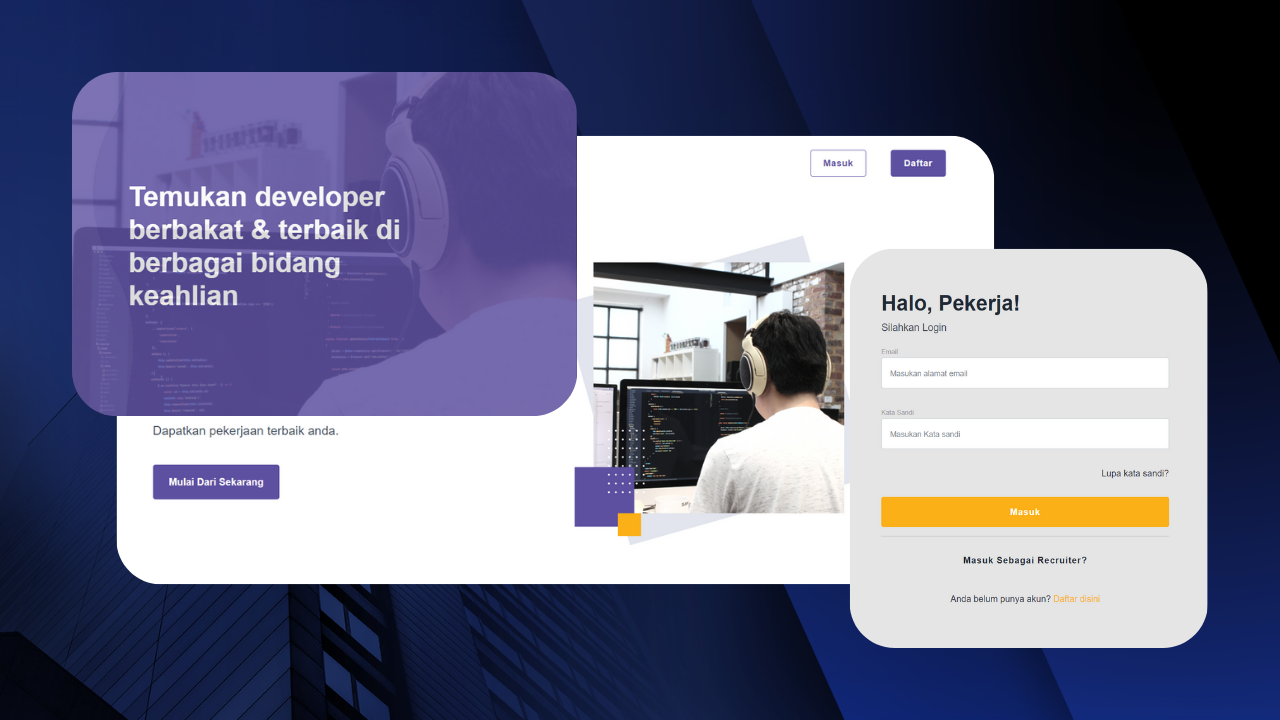 Temukan developer
berbakat & terbaik di
berbagai bidang
keahlian
Masuk
Daftar
Dapatkan pekerjaan terbaik anda.
Mulai Dari Sekarang
Halo, Pekerja!
Silahkan Login
Email
Masukan alamat email
Kata Sandi
Masukan Kata sandi
Lupa kata sandi?
Masuk
Masuk Sebagai Recruiter?
Anda belum punya akun? Daftar disini